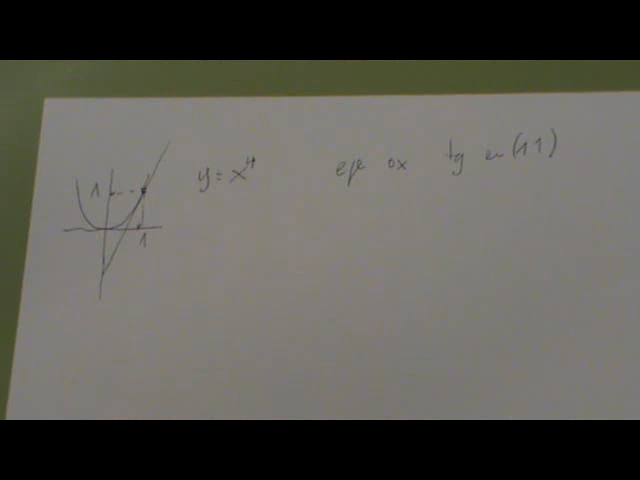 y = x⁴ eje ox tg en (1 1)
1
1